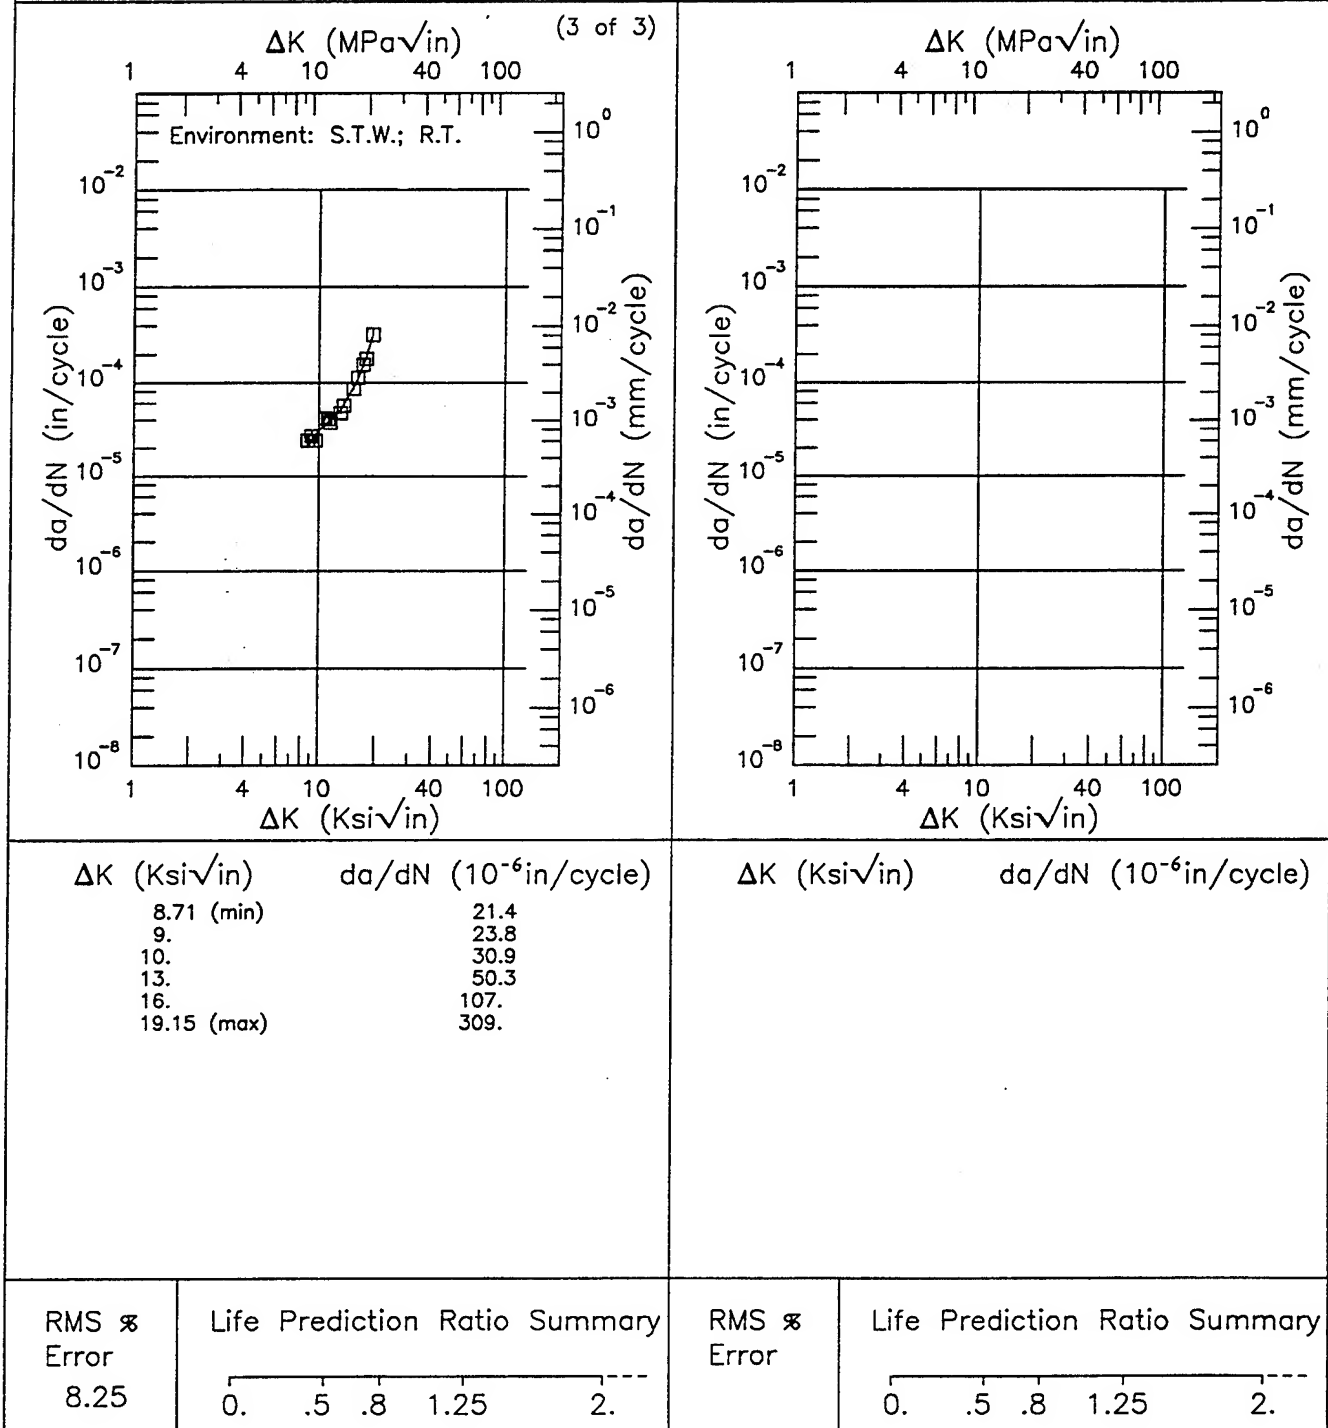 (3 of 3)
ΔK (MPa√in)
1 4 10 40 100
Environment: S.T.W.; R.T.
da/dN (in/cycle)
10⁻²
10⁻³
10⁻⁴
10⁻⁵
10⁻⁶
10⁻⁷
10⁻⁸
10⁰
10⁻¹
10⁻²
10⁻³
10⁻⁴
10⁻⁵
10⁻⁶
da/dN (mm/cycle)
1 4 10 40 100
ΔK (Ksi√in)
ΔK (MPa√in)
1 4 10 40 100
da/dN (in/cycle)
10⁻²
10⁻³
10⁻⁴
10⁻⁵
10⁻⁶
10⁻⁷
10⁻⁸
10⁰
10⁻¹
10⁻²
10⁻³
10⁻⁴
10⁻⁵
10⁻⁶
da/dN (mm/cycle)
1 4 10 40 100
ΔK (Ksi√in)
ΔK (Ksi√in) da/dN (10⁻⁶in/cycle)
8.71 (min) 21.4
9. 23.8
10. 30.9
13. 50.3
16. 107.
19.15 (max) 309.
ΔK (Ksi√in) da/dN (10⁻⁶in/cycle)
RMS %
Error
8.25
Life Prediction Ratio Summary
0. .5 .8 1.25 2.
RMS %
Error
Life Prediction Ratio Summary
0. .5 .8 1.25 2.